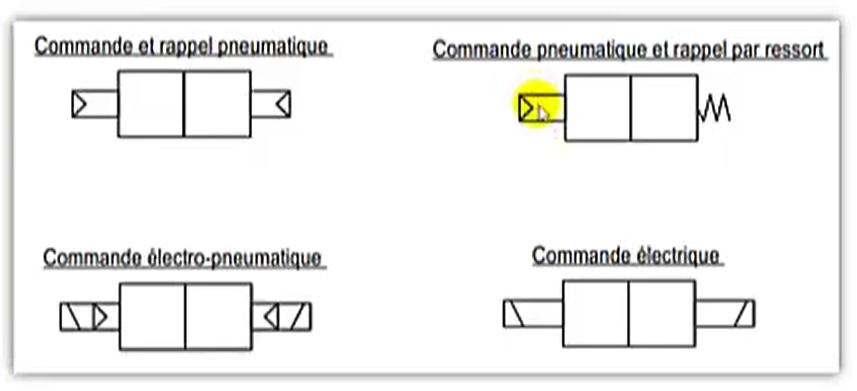 Commande et rappel pneumatique
Commande pneumatique et rappel par ressort
Commande électro-pneumatique
Commande électrique